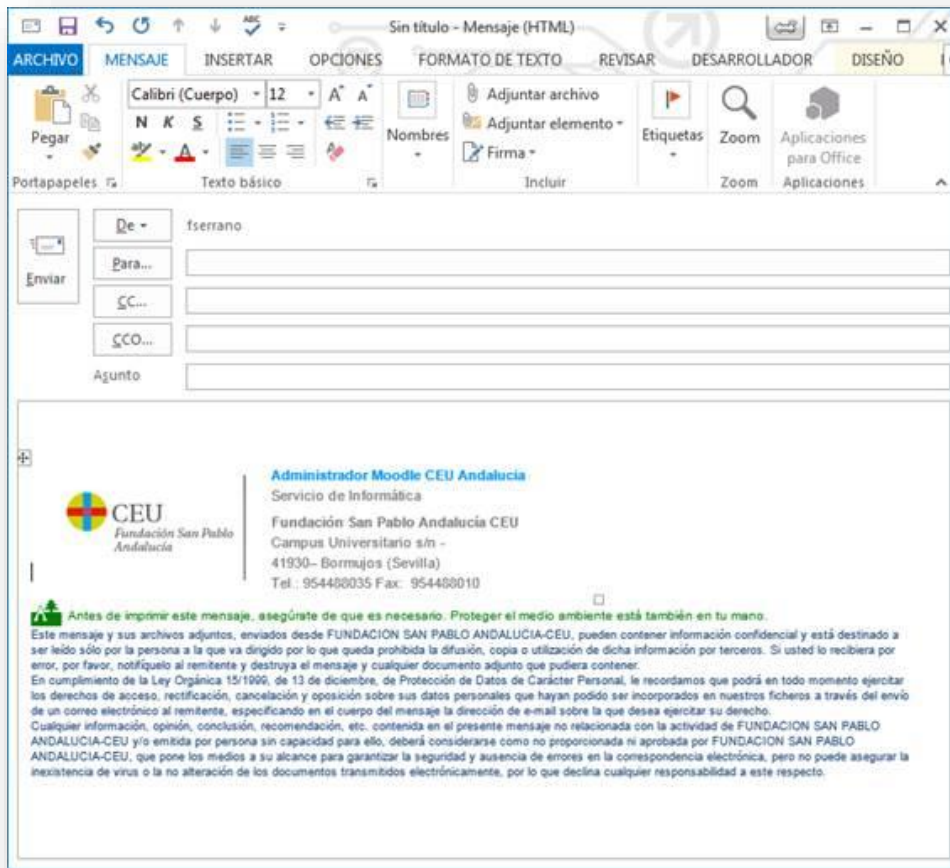 ABC
Sin título - Mensaje (HTML)
ARCHIVO MENSAJE INSERTAR OPCIONES FORMATO DE TEXTO REVISAR DESARROLLADOR DISEÑO
Pegar
Calibri (Cuerpo) 12 A A
N K S
A
Nombres
Adjuntar archivo
Adjuntar elemento
Firma
Etiquetas
Zoom
Aplicaciones
para Office
Portapapeles Texto básico Incluir Zoom Aplicaciones
Enviar
De fserrano
Para...
CC...
CCO...
Asunto
CEU
Fundación San Pablo
Andalucía
Administrador Moodle CEU Andalucia
Servicio de Informática
Fundación San Pablo Andalucía CEU
Campus Universitario s/n -
41930– Bormujos (Sevilla)
Tel.: 954488035 Fax: 954488010
Antes de imprimir este mensaje, asegúrate de que es necesario. Proteger el medio ambiente está también en tu mano.
Este mensaje y sus archivos adjuntos, enviados desde FUNDACION SAN PABLO ANDALUCIA-CEU, pueden contener información confidencial y está destinado a
ser leído sólo por la persona a la que va dirigido por lo que queda prohibida la difusión, copia o utilización de dicha información por terceros. Si usted lo recibiera por
error, por favor, notifíquelo al remitente y destruya el mensaje y cualquier documento adjunto que pudiera contener.
En cumplimiento de la Ley Orgánica 15/1999, de 13 de diciembre, de Protección de Datos de Carácter Personal, le recordamos que podrá en todo momento ejercitar
los derechos de acceso, rectificación, cancelación y oposición sobre sus datos personales que hayan podido ser incorporados en nuestros ficheros a través del envío
de un correo electrónico al remitente, especificando en el cuerpo del mensaje la dirección de e-mail sobre la que desea ejercitar su derecho.
Cualquier información, opinión, conclusión, recomendación, etc. contenida en el presente mensaje no relacionada con la actividad de FUNDACION SAN PABLO
ANDALUCIA-CEU y/o emitida por persona sin capacidad para ello, deberá considerarse como no proporcionada ni aprobada por FUNDACION SAN PABLO
ANDALUCIA-CEU, que pone los medios a su alcance para garantizar la seguridad y ausencia de errores en la correspondencia electrónica, pero no puede asegurar la
inexistencia de virus o la no alteración de los documentos transmitidos electrónicamente, por lo que declina cualquier responsabilidad a este respecto.